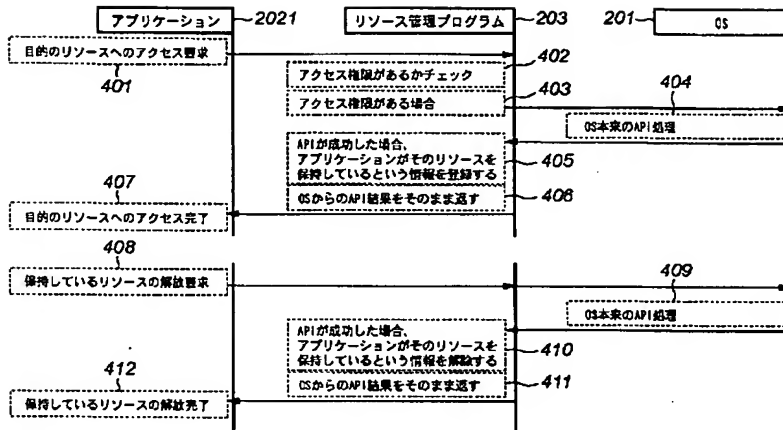 アプリケーション 2021 リソース管理プログラム 203 201 OS
目的のリソースへのアクセス要求
401
402
アクセス権限があるかチェック
403
アクセス権限がある場合
404
OS本来のAPI処理
APIが成功した場合、
アプリケーションがそのリソースを
保持しているという情報を登録する
405
OSからのAPI結果をそのまま返す
406
407
目的のリソースへのアクセス完了
408
保持しているリソースの解放要求
409
OS本来のAPI処理
APIが成功した場合、
アプリケーションがそのリソースを
保持しているという情報を解除する
410
OSからのAPI結果をそのまま返す
411
412
保持しているリソースの解放完了